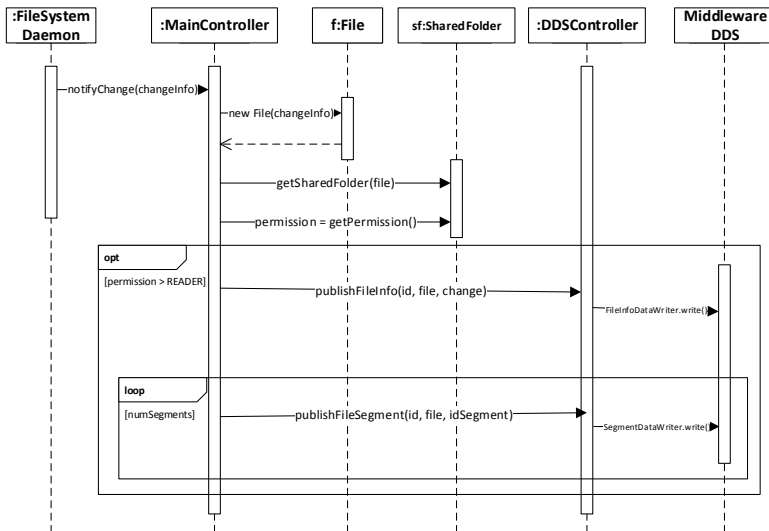 :FileSystem
Daemon
:MainController
f:File
sf:SharedFolder
:DDSController
Middleware
DDS
notifyChange(changeInfo)
new File(changeInfo)
getSharedFolder(file)
permission = getPermission()
opt
[permission > READER]
publishFileInfo(id, file, change)
FileInfoDataWriter.write()
loop
[numSegments]
publishFileSegment(id, file, idSegment)
SegmentDataWriter.write()